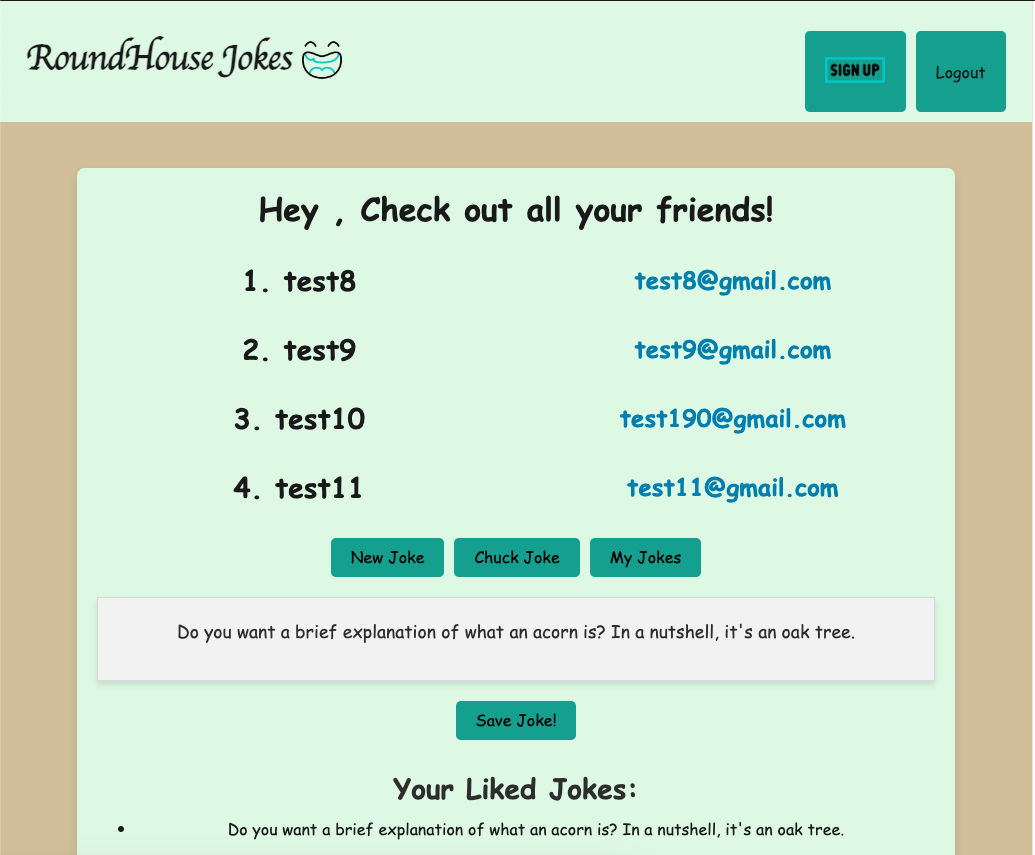 RoundHouse Jokes
SIGN UP
Logout
Hey , Check out all your friends!
1. test8
test8@gmail.com
2. test9
test9@gmail.com
3. test10
test190@gmail.com
4. test11
test11@gmail.com
New Joke
Chuck Joke
My Jokes
Do you want a brief explanation of what an acorn is? In a nutshell, it's an oak tree.
Save Joke!
Your Liked Jokes:
• Do you want a brief explanation of what an acorn is? In a nutshell, it's an oak tree.